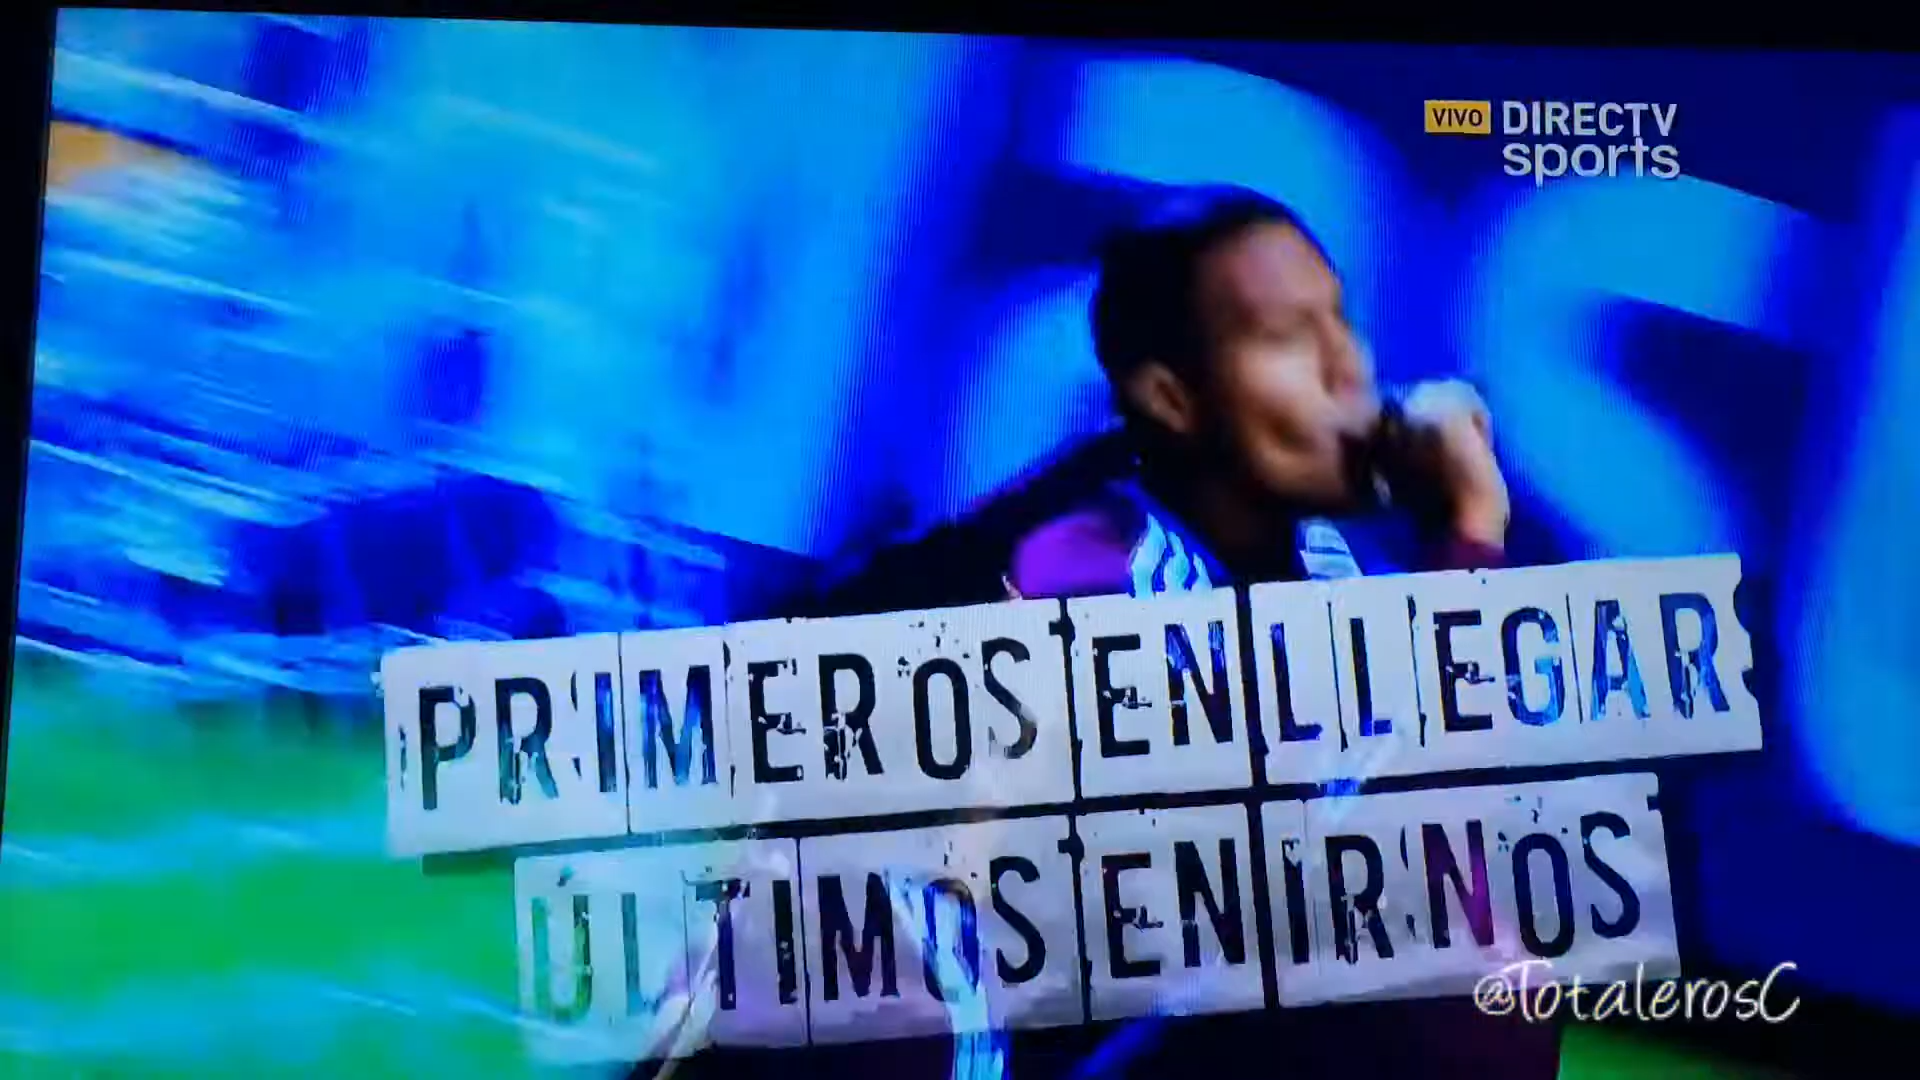 VIVO DIRECTV
sports
PRIMEROS EN LLEGAR
ÚLTIMOS EN IRNOS
@TotalerosC